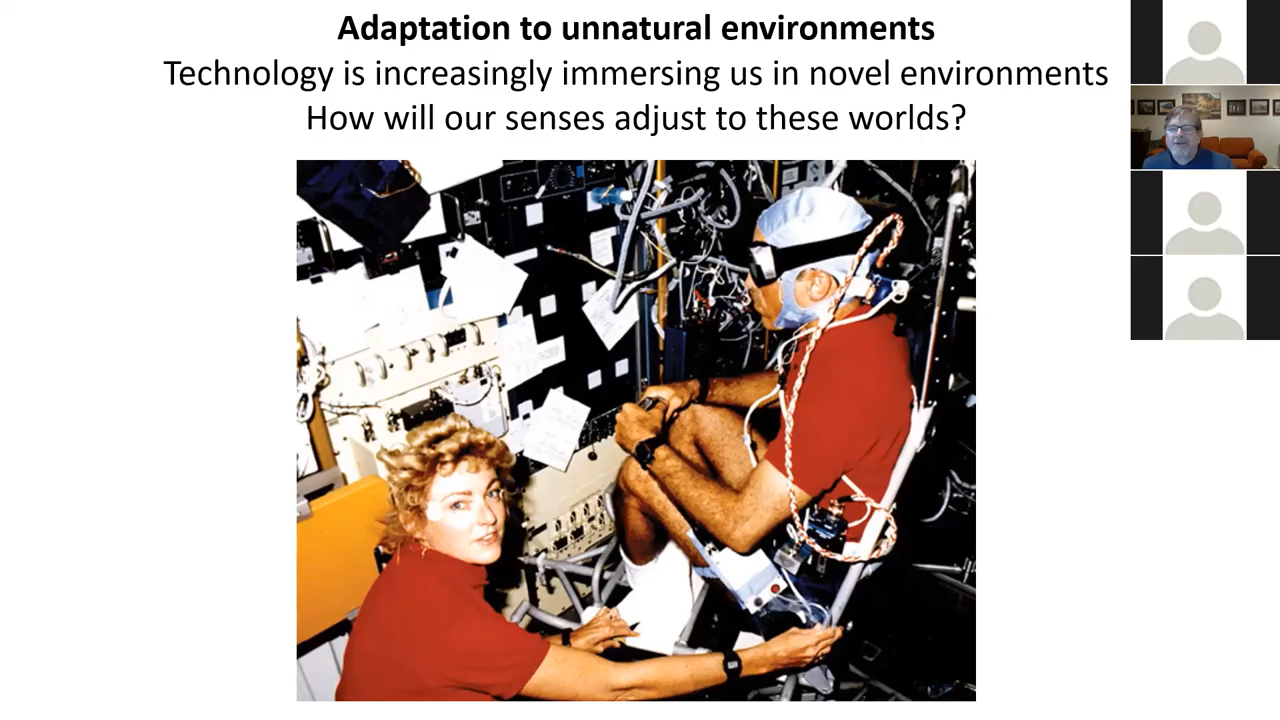 Adaptation to unnatural environments
Technology is increasingly immersing us in novel environments
How will our senses adjust to these worlds?